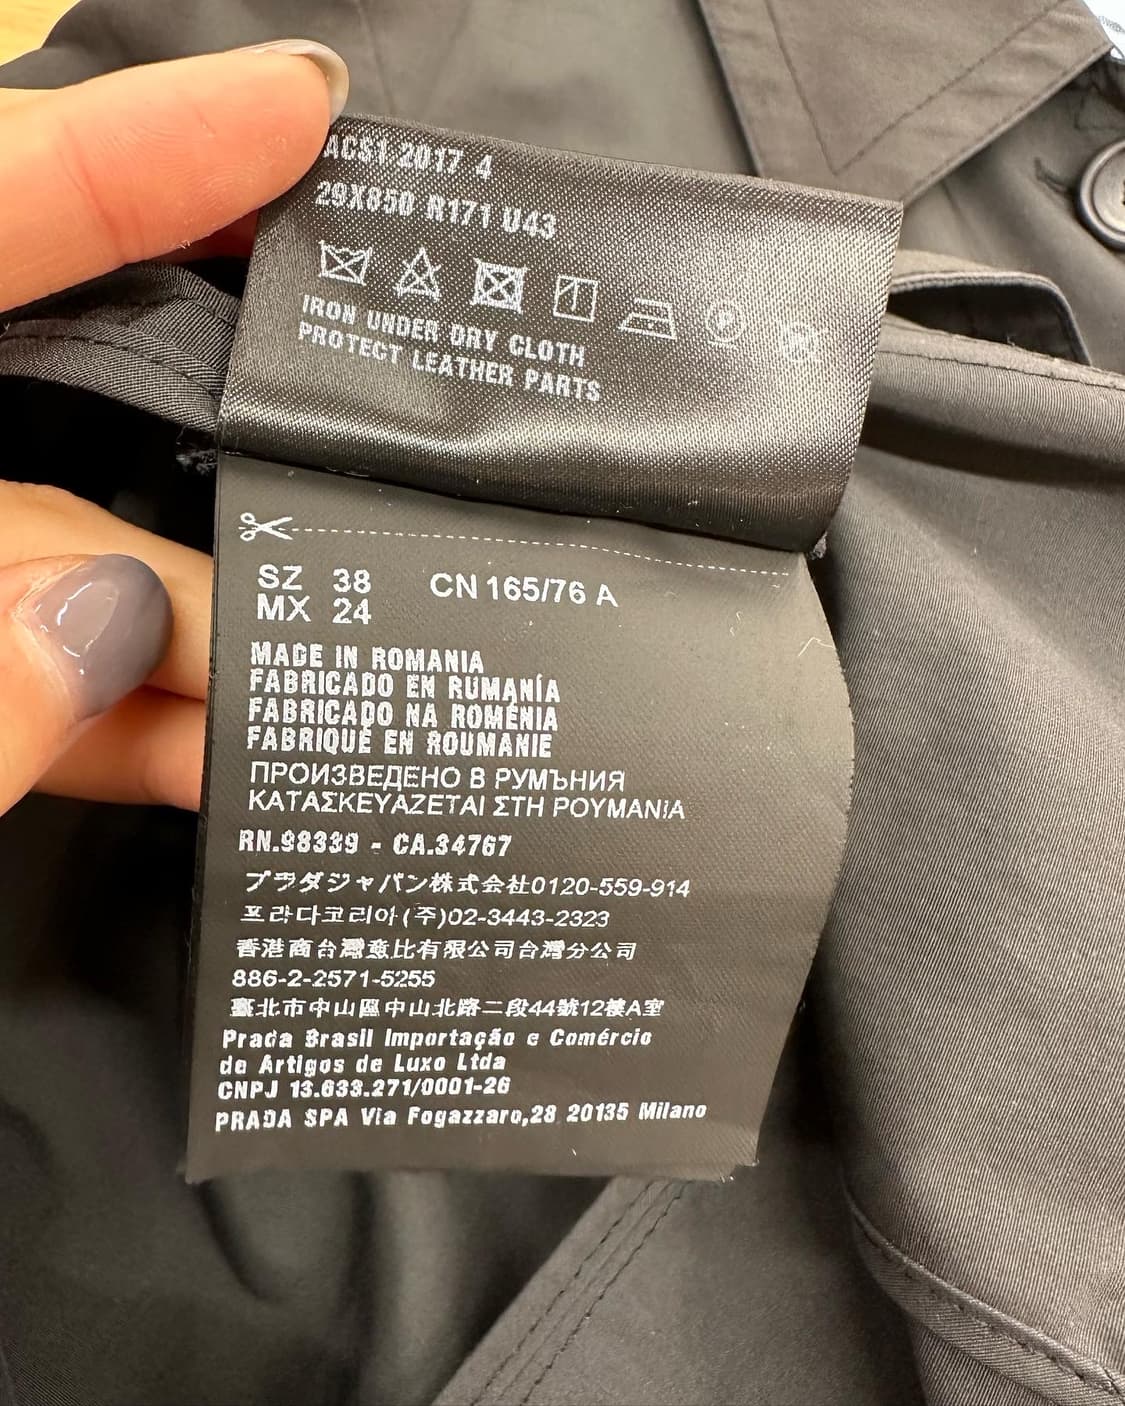 ACS1 2017 4
29X850 R171 U43
IRON UNDER DRY CLOTH
PROTECT LEATHER PARTS
SZ 38 CN 165/76 A
MX 24
MADE IN ROMANIA
FABRICADO EN RUMANÍA
FABRICADO NA ROMÉNIA
FABRIQUÉ EN ROUMANIE
ПРОИЗВЕДЕНО В РУМЪНИЯ
ΚΑΤΑΣΚΕΥΑΖΕΤΑΙ ΣΤΗ ΡΟΥΜΑΝΙΑ
RN.98339 - CA.34767
プラダジャパン株式会社0120-559-914
프라다코리아(주)02-3443-2323
香港商台灣意比有限公司台灣分公司
886-2-2571-5255
臺北市中山區中山北路二段44號12樓A室
Prada Brasil Importação e Comércio
de Artigos de Luxo Ltda
CNPJ 13.633.271/0001-26
PRADA SPA Via Fogazzaro,28 20135 Milano